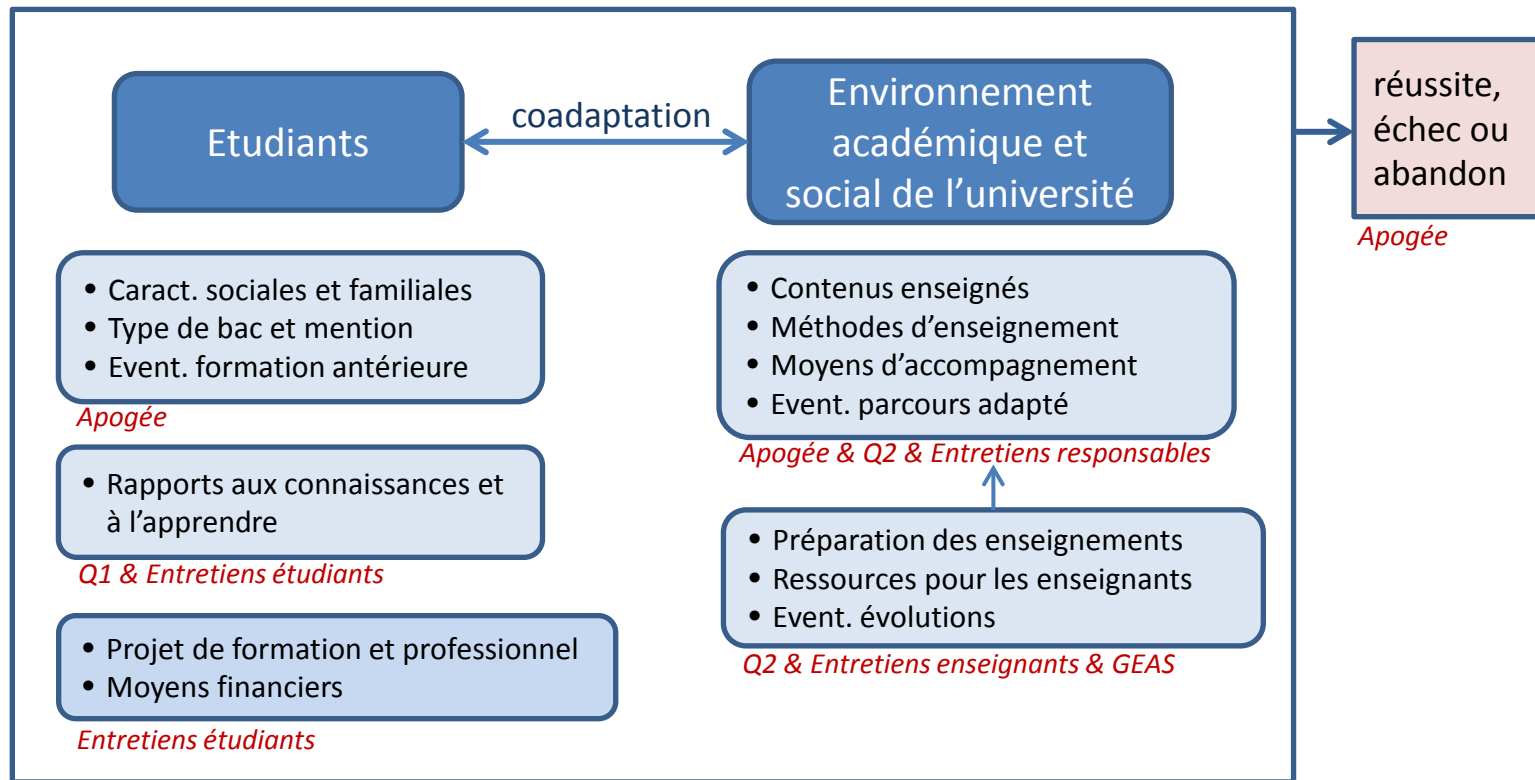 Etudiants
coadaptation
Environnement
académique et
social de l’université
réussite,
échec ou
abandon
Apogée
• Caract. sociales et familiales
• Type de bac et mention
• Event. formation antérieure
Apogée
• Rapports aux connaissances et
à l’apprendre
Q1 & Entretiens étudiants
• Projet de formation et professionnel
• Moyens financiers
Entretiens étudiants
• Contenus enseignés
• Méthodes d’enseignement
• Moyens d’accompagnement
• Event. parcours adapté
Apogée & Q2 & Entretiens responsables
• Préparation des enseignements
• Ressources pour les enseignants
• Event. évolutions
Q2 & Entretiens enseignants & GEAS